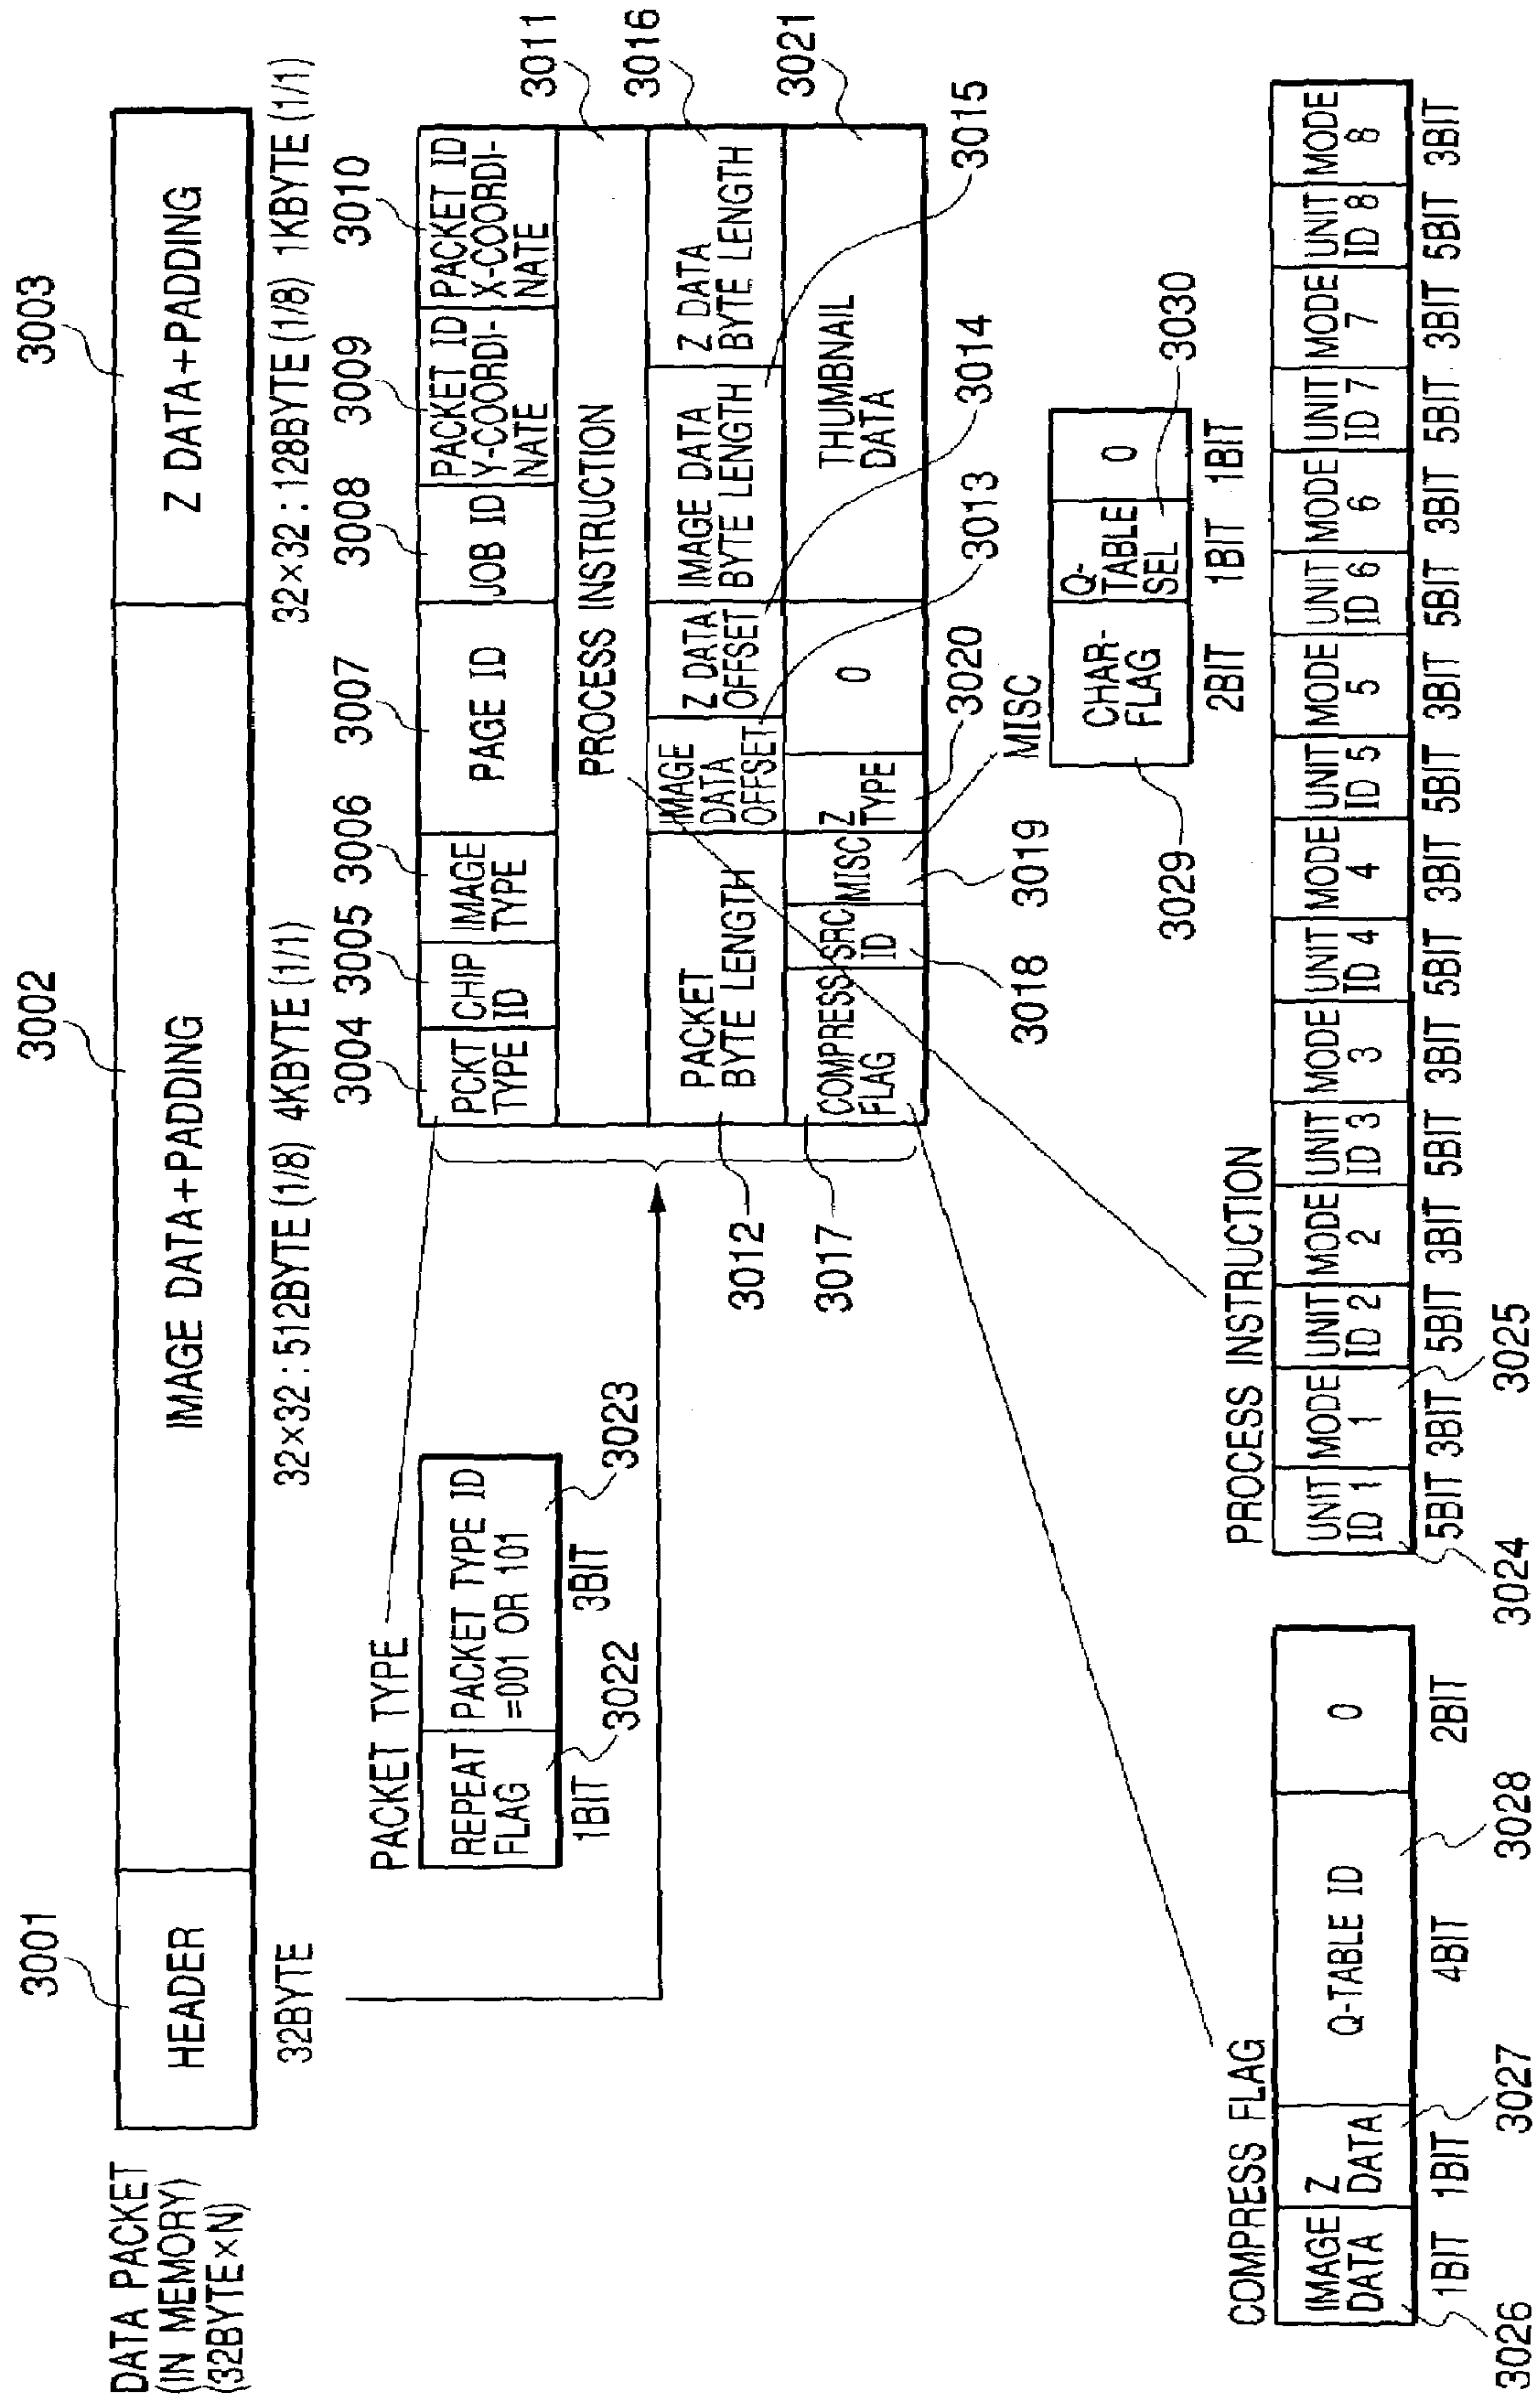 DATA PACKET
(IN MEMORY)
(32BYTE×N)
3001
3002
3003
HEADER
IMAGE DATA+PADDING
Z DATA+PADDING
32BYTE
32×32 : 512BYTE (1/8) 4KBYTE (1/1)
32×32 : 128BYTE (1/8) 1KBYTE (1/1)
PACKET TYPE
REPEAT
FLAG
PACKET TYPE ID
=001 OR 101
1BIT
3022
3BIT
3023
3004
3005
3006
3007
3008
3009
3010
PCKT
TYPE
CHIP
ID
IMAGE
TYPE
PAGE ID
JOB ID
PACKET ID
Y-COORDI-
NATE
PACKET ID
X-COORDI-
NATE
PROCESS INSTRUCTION
3011
PACKET
BYTE LENGTH
IMAGE
DATA
OFFSET
Z DATA
OFFSET
IMAGE DATA
BYTE LENGTH
Z DATA
BYTE LENGTH
3016
COMPRESS
FLAG
SRC
ID
MISC
Z
TYPE
0
THUMBNAIL
DATA
3021
3012
3017
3018
3019
3020
3013
3014
3015
MISC
CHAR-
FLAG
Q-
TABLE
SEL
0
3029
2BIT
1BIT
1BIT
3030
COMPRESS FLAG
IMAGE
DATA
Z
DATA
Q-TABLE ID
0
1BIT
1BIT
4BIT
2BIT
3026
3027
3028
PROCESS INSTRUCTION
UNIT
ID 1
MODE
1
UNIT
ID 2
MODE
2
UNIT
ID 3
MODE
3
UNIT
ID 4
MODE
4
UNIT
ID 5
MODE
5
UNIT
ID 6
MODE
6
UNIT
ID 7
MODE
7
UNIT
ID 8
MODE
8
5BIT 3BIT 5BIT 3BIT 5BIT 3BIT 5BIT 3BIT 5BIT 3BIT 5BIT 3BIT 5BIT 3BIT 5BIT 3BIT
3024
3025